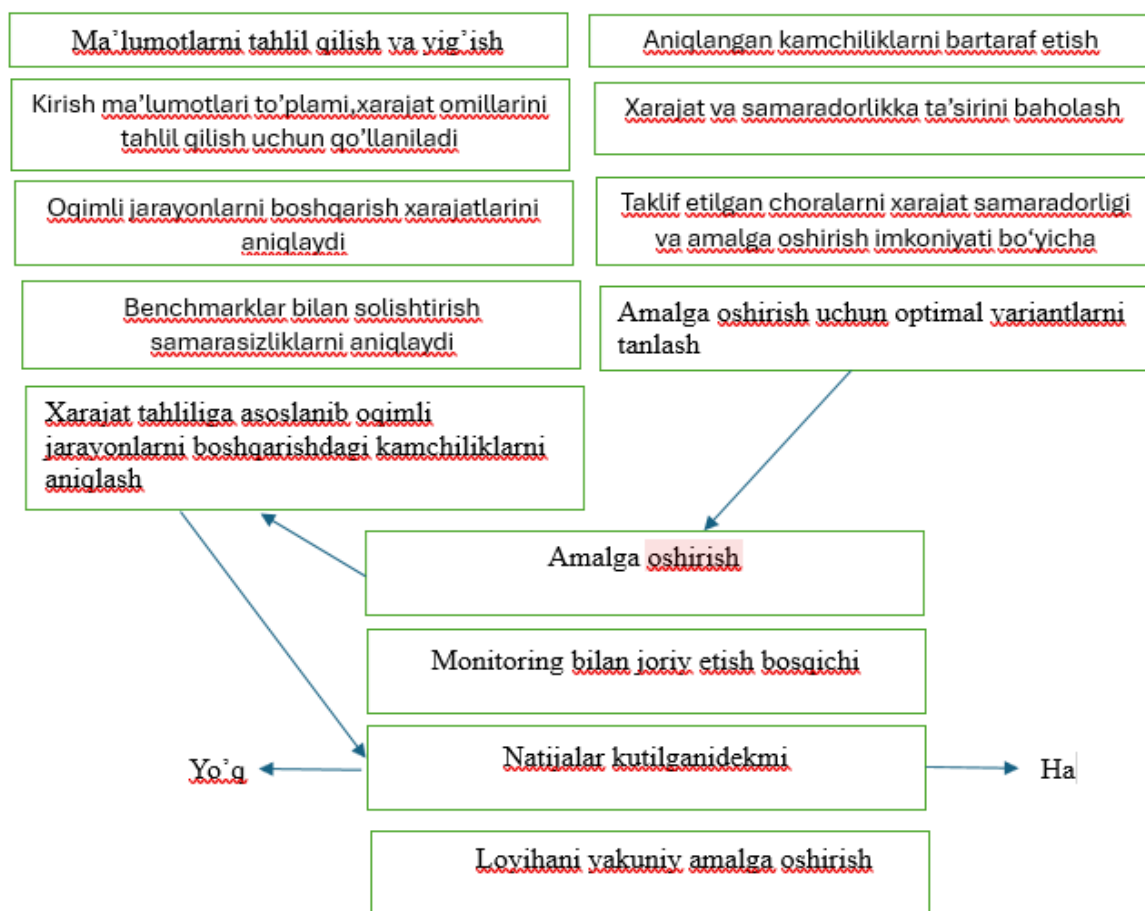 Ma’lumotlarni tahlil qilish va yig’ish
Kirish ma’lumotlari to’plami,xarajat omillarini
tahlil qilish uchun qo’llaniladi
Oqimli jarayonlarni boshqarish xarajatlarini
aniqlaydi
Benchmarklar bilan solishtirish
samarasizliklarni aniqlaydi
Xarajat tahliliga asoslanib oqimli
jarayonlarni boshqarishdagi kamchiliklarni
aniqlash
Aniqlangan kamchiliklarni bartaraf etish
Xarajat va samaradorlikka ta’sirini baholash
Taklif etilgan choralarni xarajat samaradorligi
va amalga oshirish imkoniyati bo‘yicha
Amalga oshirish uchun optimal variantlarni
tanlash
Amalga oshirish
Monitoring bilan joriy etish bosqichi
Natijalar kutilganidekmi
Yo’q
Ha
Loyihani yakuniy amalga oshirish